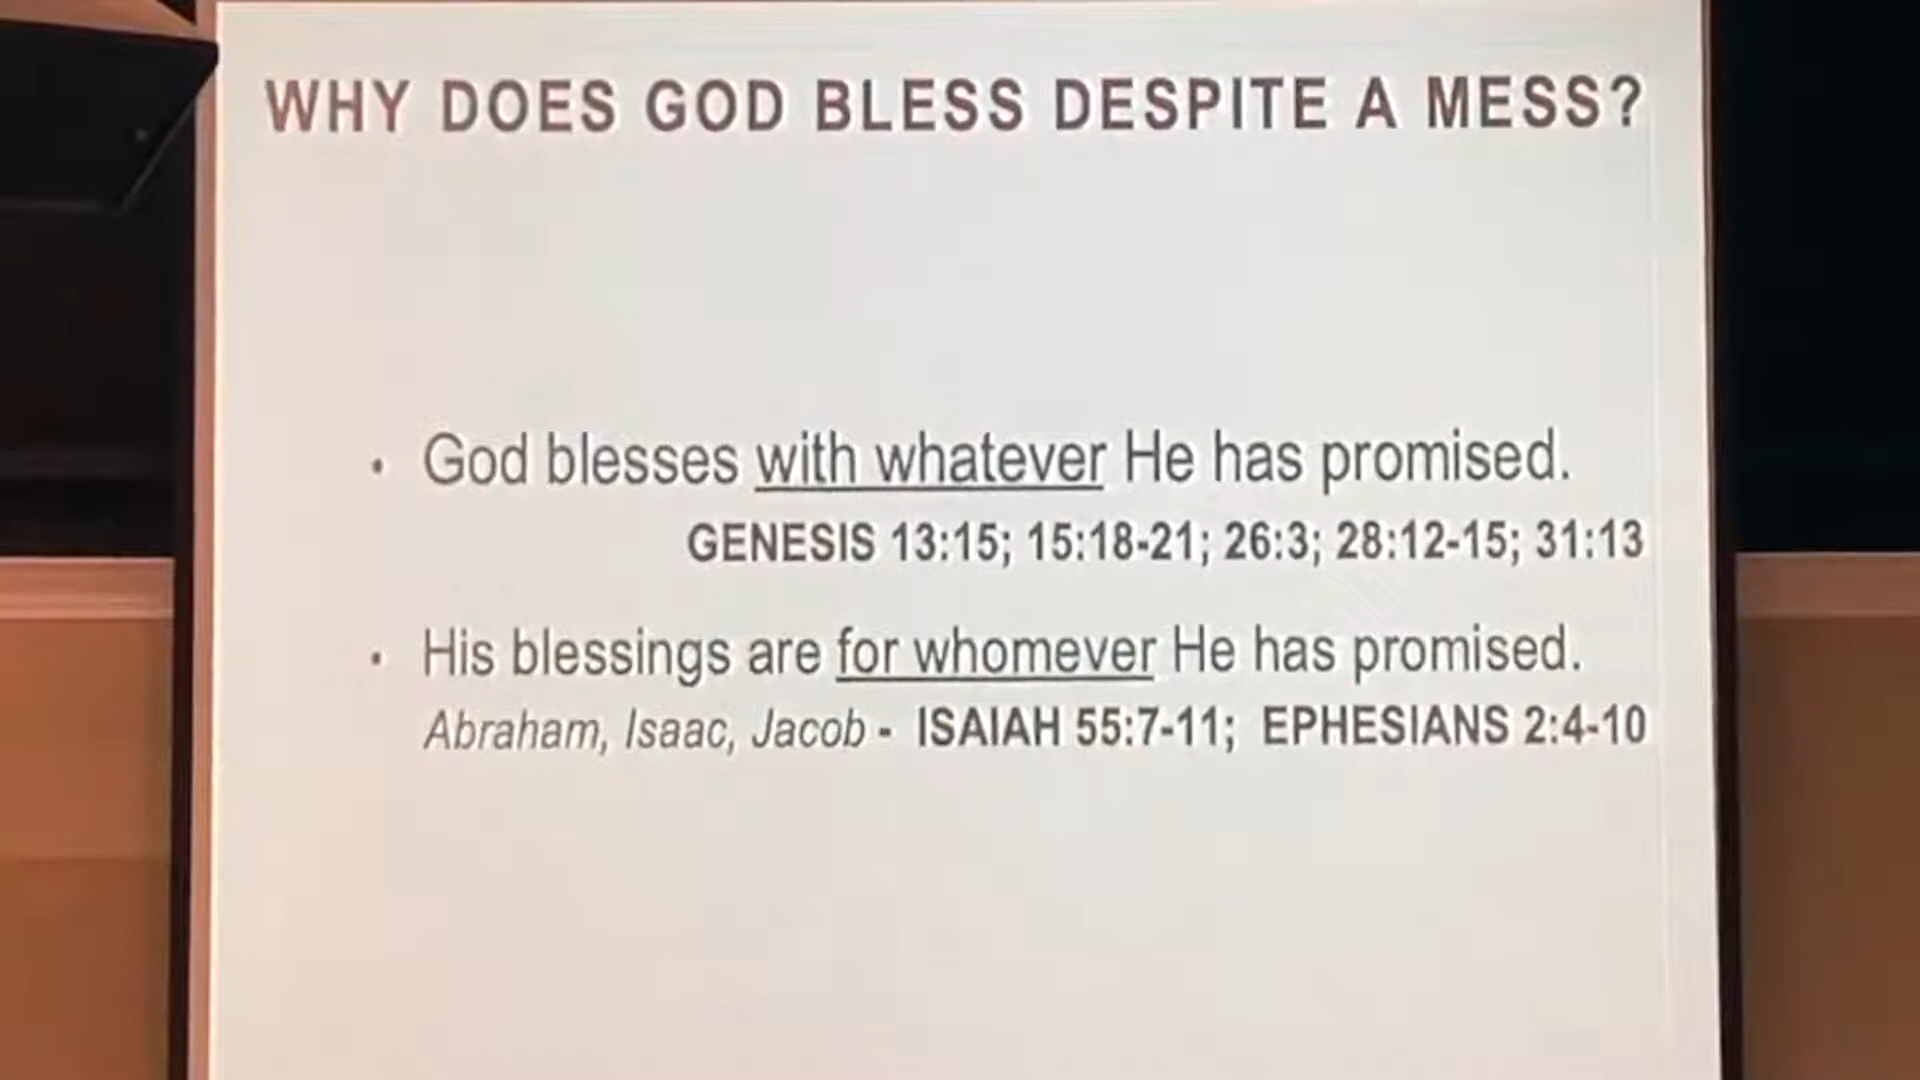 WHY DOES GOD BLESS DESPITE A MESS?
• God blesses with whatever He has promised.
GENESIS 13:15; 15:18-21; 26:3; 28:12-15; 31:13
• His blessings are for whomever He has promised.
Abraham, Isaac, Jacob - ISAIAH 55:7-11; EPHESIANS 2:4-10